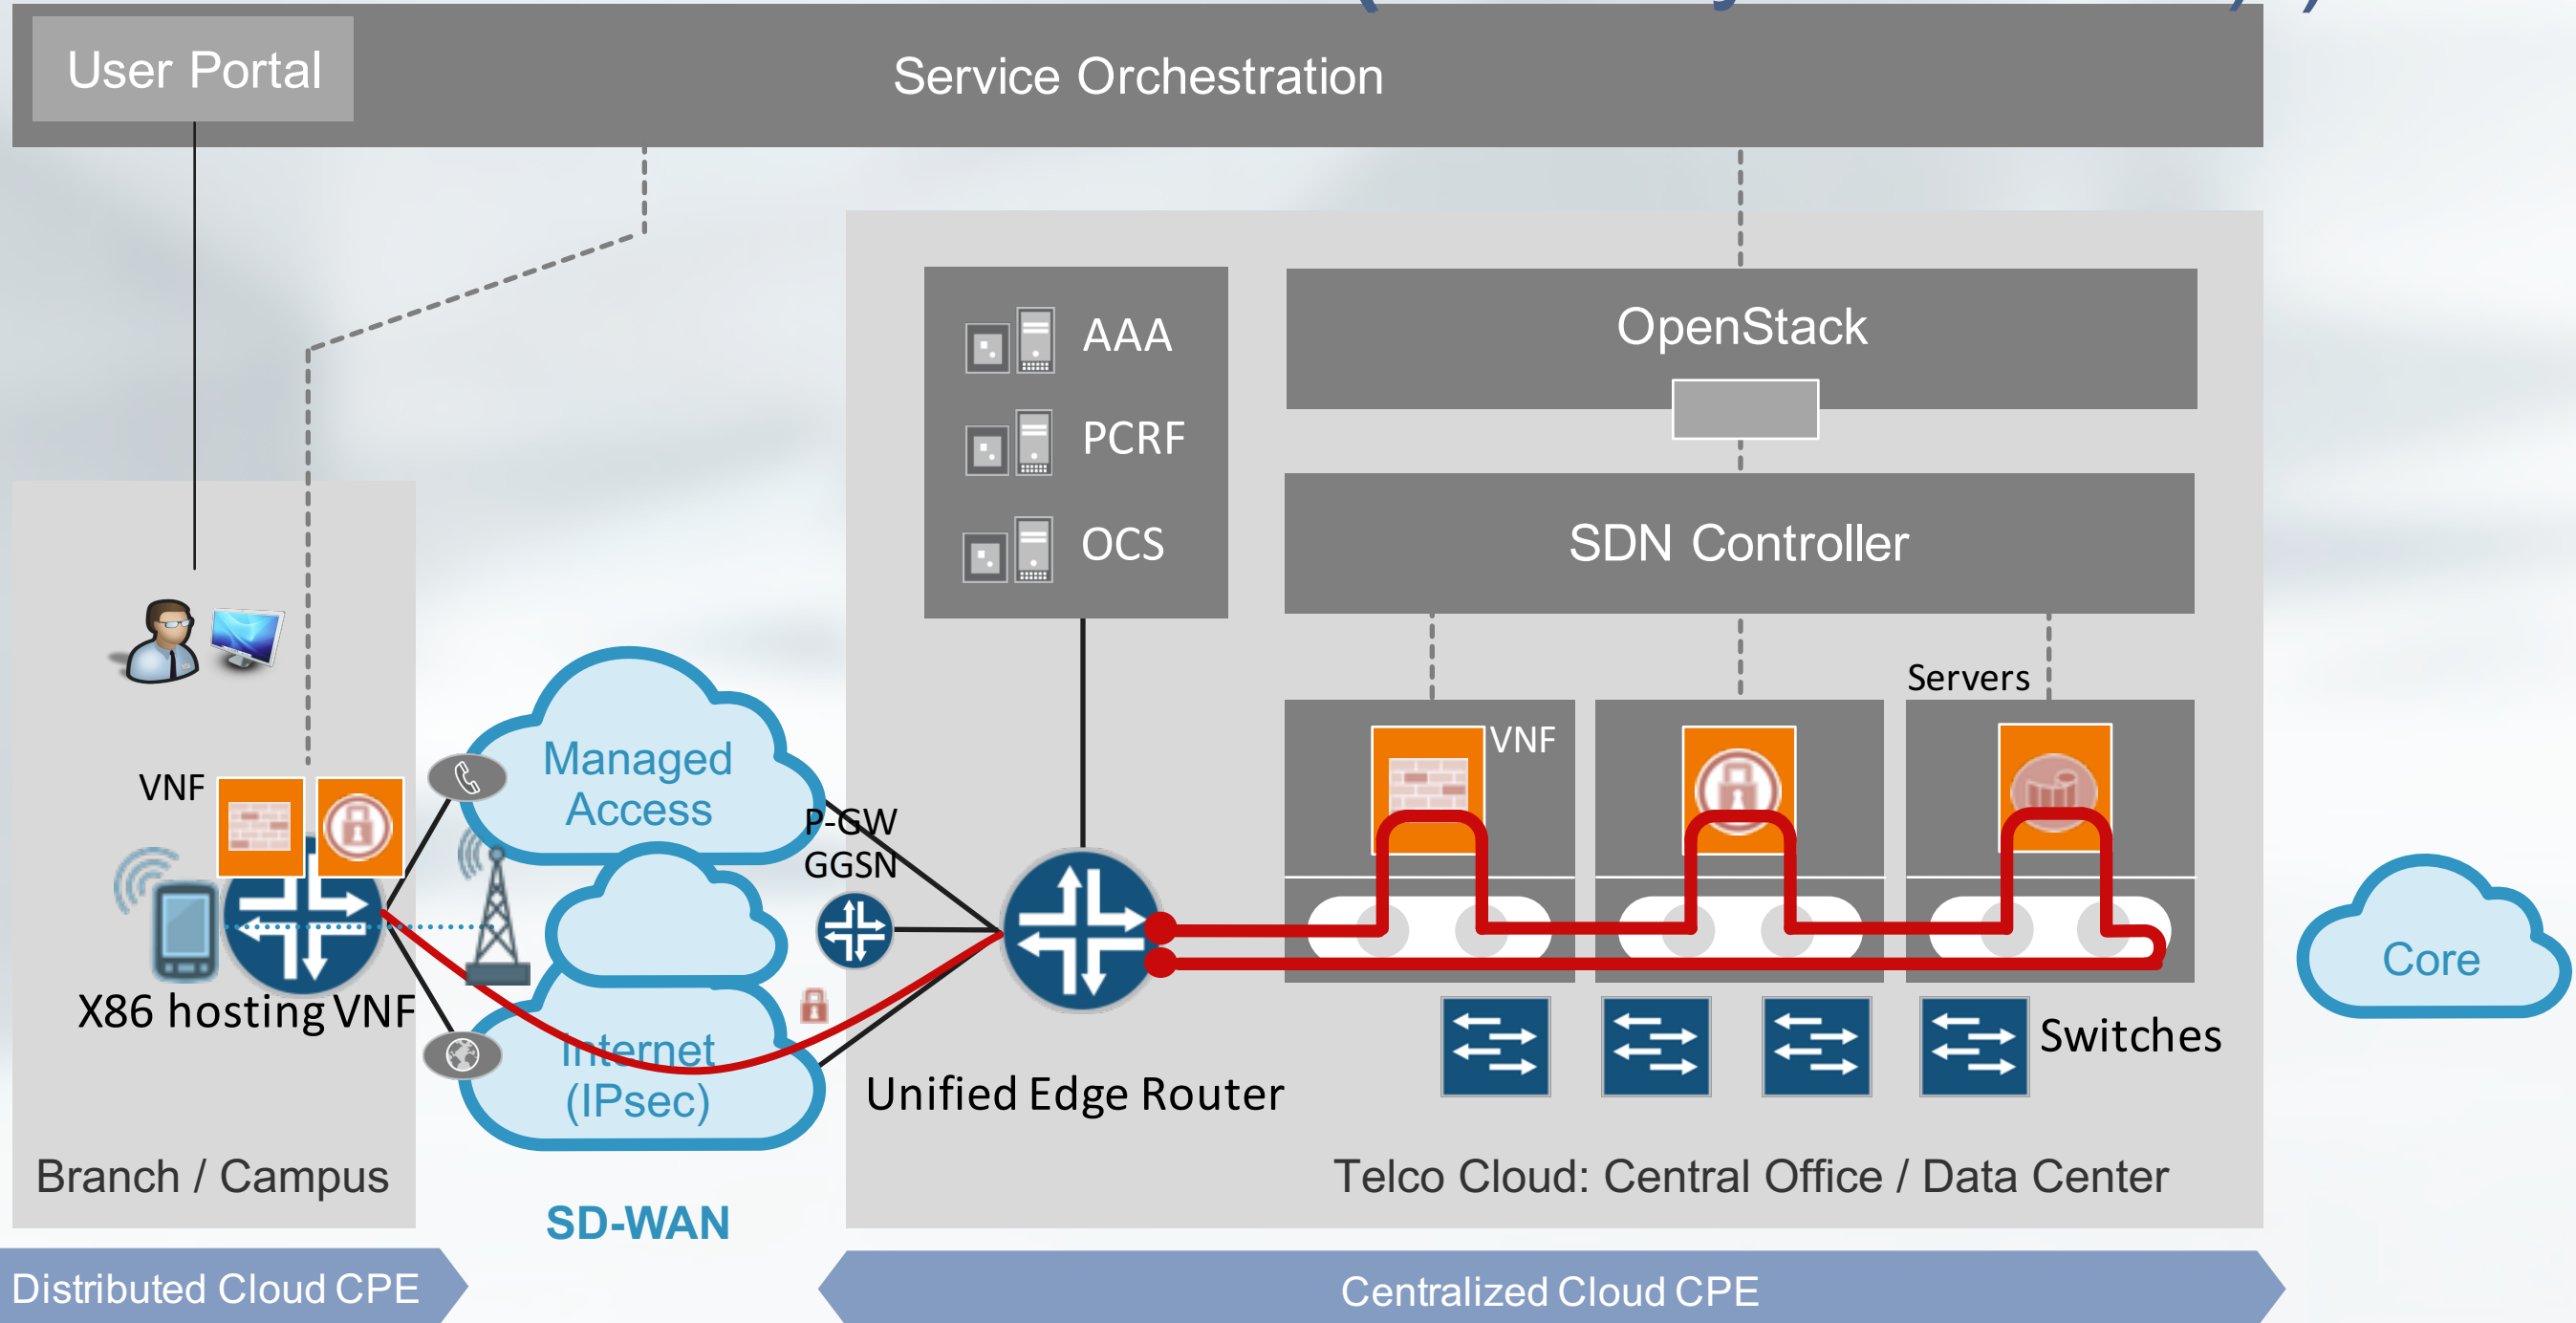 User Portal
Service Orchestration
AAA
PCRF
OCS
OpenStack
SDN Controller
Servers
VNF
VNF
Managed
Access
P-GW
GGSN
X86 hosting VNF
Internet
(IPsec)
Unified Edge Router
Switches
Core
Branch / Campus
SD-WAN
Telco Cloud: Central Office / Data Center
Distributed Cloud CPE
Centralized Cloud CPE